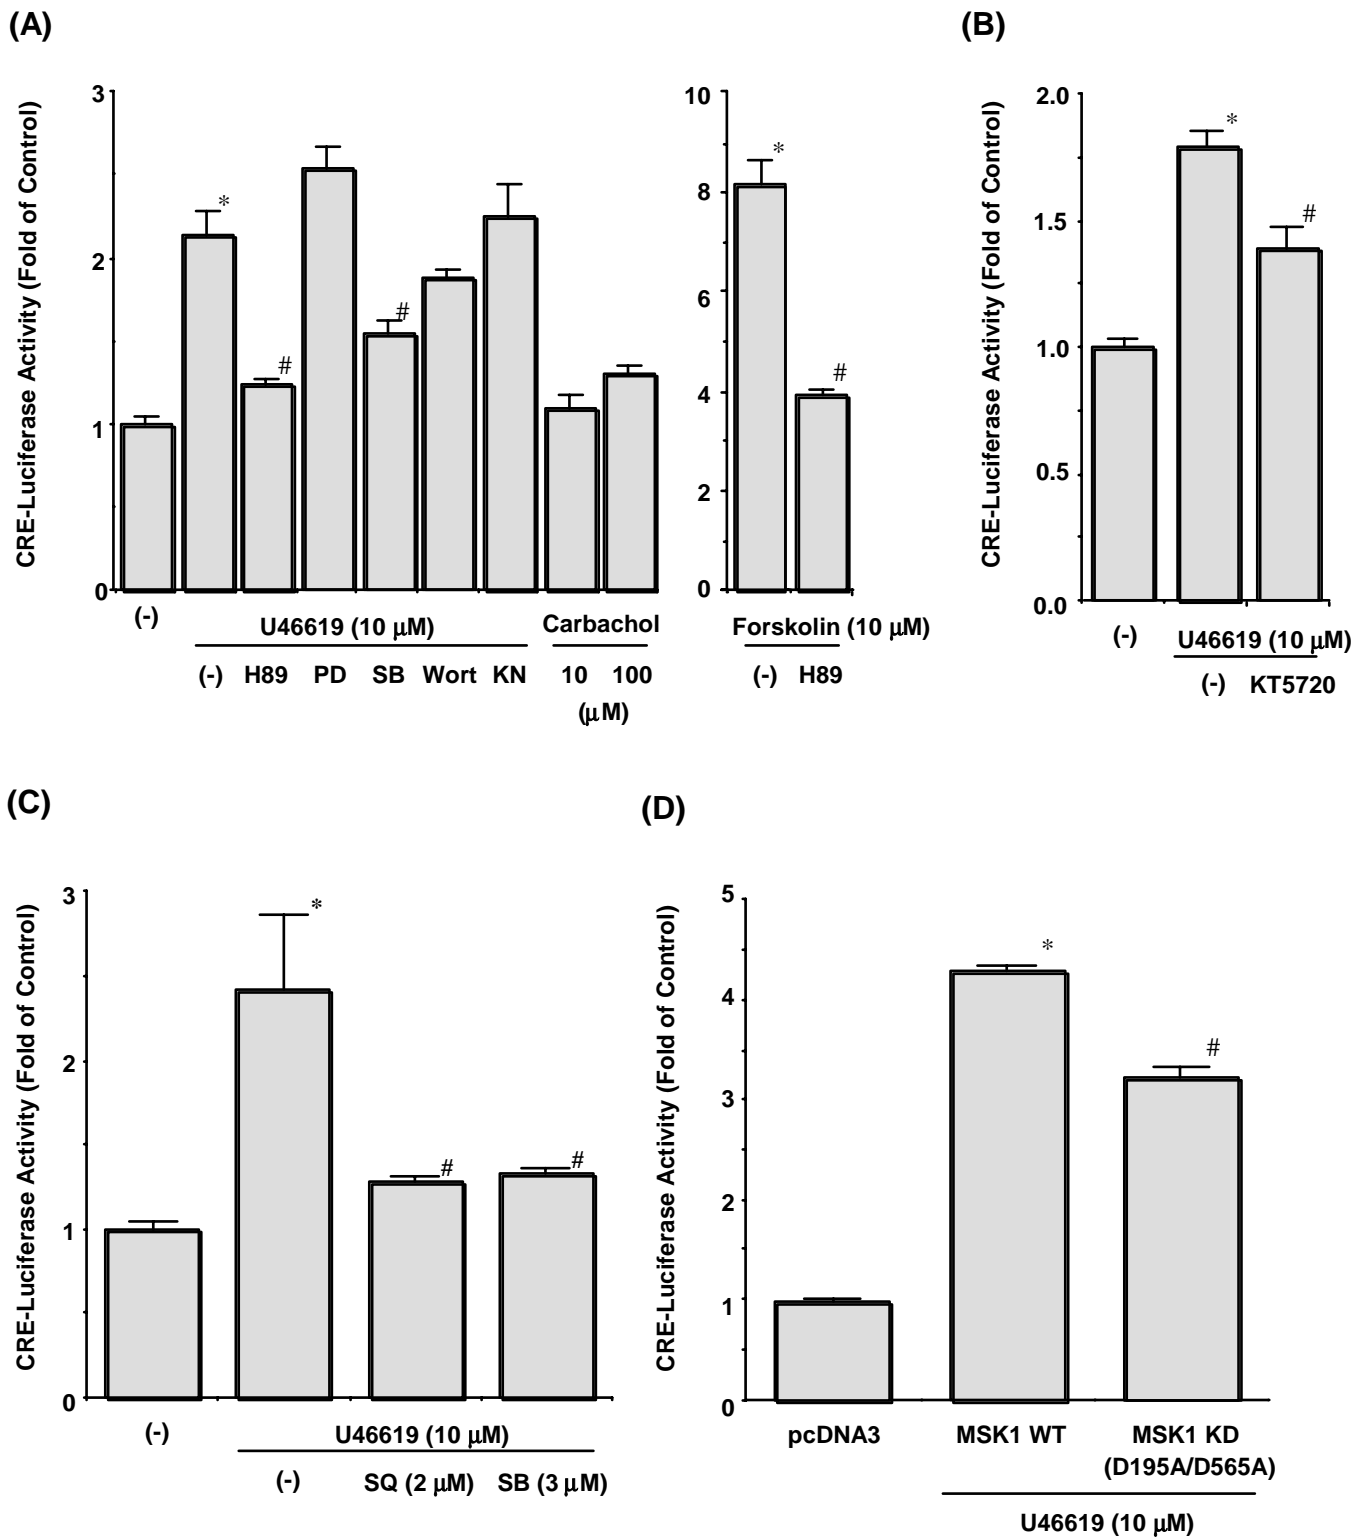 (A)
CRE-Luciferase Activity (Fold of Control)
3
2
1
0
*
#
#
(-)
U46619 (10 μM)
(-) H89 PD SB Wort KN
Carbachol
10 100
(μM)
10
8
6
4
2
0
*
#
Forskolin (10 μM)
(-) H89
(B)
CRE-Luciferase Activity (Fold of Control)
2.0
1.5
1.0
0.5
0.0
*
#
(-)
U46619 (10 μM)
(-) KT5720
(C)
CRE-Luciferase Activity (Fold of Control)
3
2
1
0
*
#
#
(-)
U46619 (10 μM)
(-) SQ (2 μM) SB (3 μM)
(D)
CRE-Luciferase Activity (Fold of Control)
5
4
3
2
1
0
*
#
pcDNA3 MSK1 WT MSK1 KD
(D195A/D565A)
U46619 (10 μM)